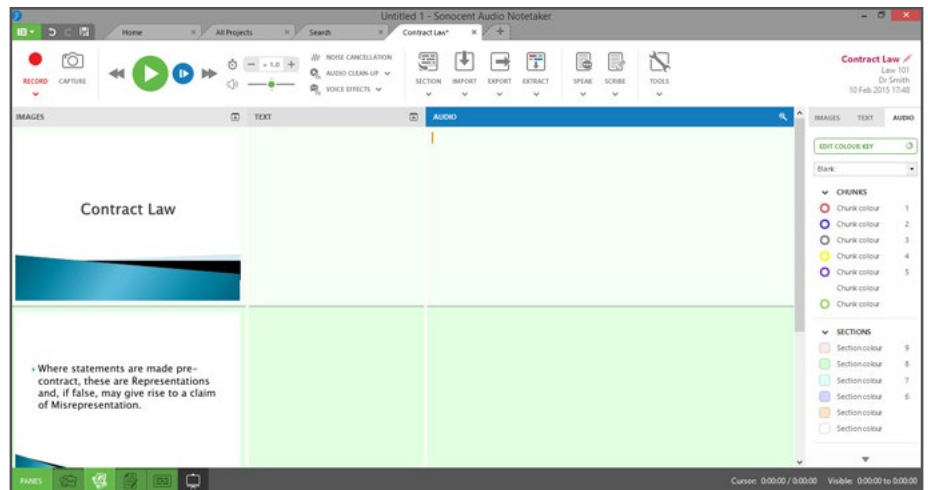 Untitled 1 - Sonocent Audio Notetaker
Home
All Projects
Search
Contract Law*
RECORD
CAPTURE
x 1.0
NOISE CANCELLATION
AUDIO CLEAN-UP
VOICE EFFECTS
SECTION
IMPORT
EXPORT
EXTRACT
SPEAK
SCRIBE
TOOLS
Contract Law
Law 101
Dr Smith
10 Feb 2015 17:48
IMAGES
TEXT
AUDIO
IMAGES TEXT AUDIO
EDIT COLOUR KEY
Blank
CHUNKS
Chunk colour 1
Chunk colour 2
Chunk colour 3
Chunk colour 4
Chunk colour 5
Chunk colour
Chunk colour
SECTIONS
Section colour 9
Section colour 8
Section colour 7
Section colour 6
Section colour
Section colour
Contract Law
Where statements are made pre-
contract, these are Representations
and, if false, may give rise to a claim
of Misrepresentation.
PANES
Cursor: 0:00:00 / 0:00:00 Visible: 0:00:00 to 0:00:00